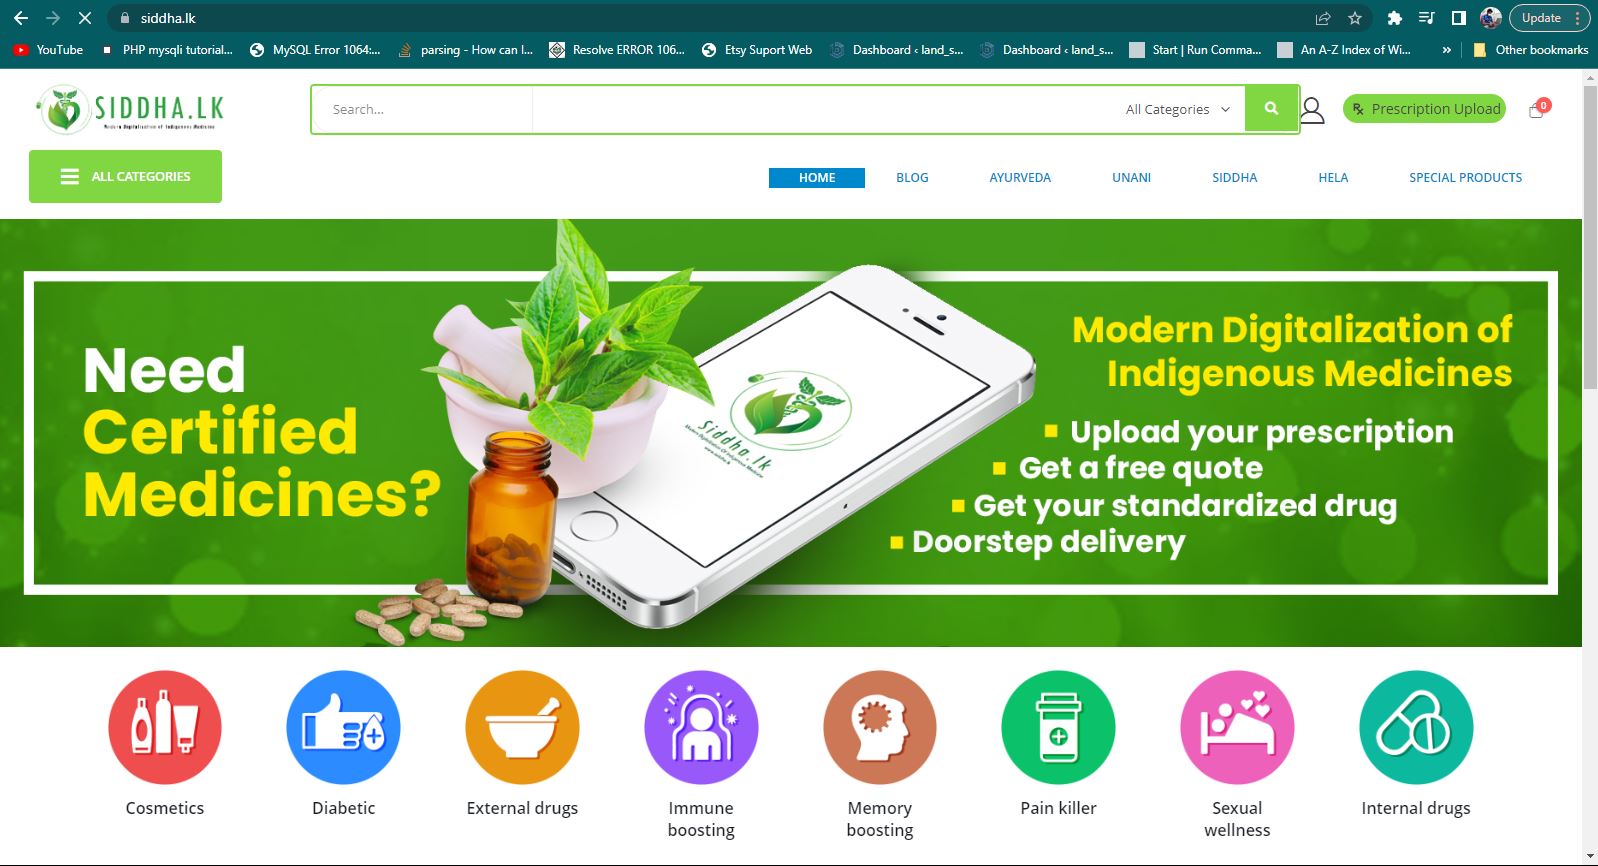 siddha.lk
Update
YouTube
PHP mysqli tutorial...
MySQL Error 1064:...
parsing - How can I...
Resolve ERROR 106...
Etsy Suport Web
Dashboard ‹ land_s...
Dashboard ‹ land_s...
Start | Run Comma...
An A-Z Index of Wi...
»
Other bookmarks
SIDDHA.LK
Modern Digitalization of Indigenous Medicine
Search...
All Categories
Prescription Upload
0
ALL CATEGORIES
HOME
BLOG
AYURVEDA
UNANI
SIDDHA
HELA
SPECIAL PRODUCTS
Need
Certified
Medicines?
Siddha.lk
Modern Digitalization of
Indigenous Medicines
Upload your prescription
Get a free quote
Get your standardized drug
Doorstep delivery
Cosmetics
Diabetic
External drugs
Immune
boosting
Memory
boosting
Pain killer
Sexual
wellness
Internal drugs